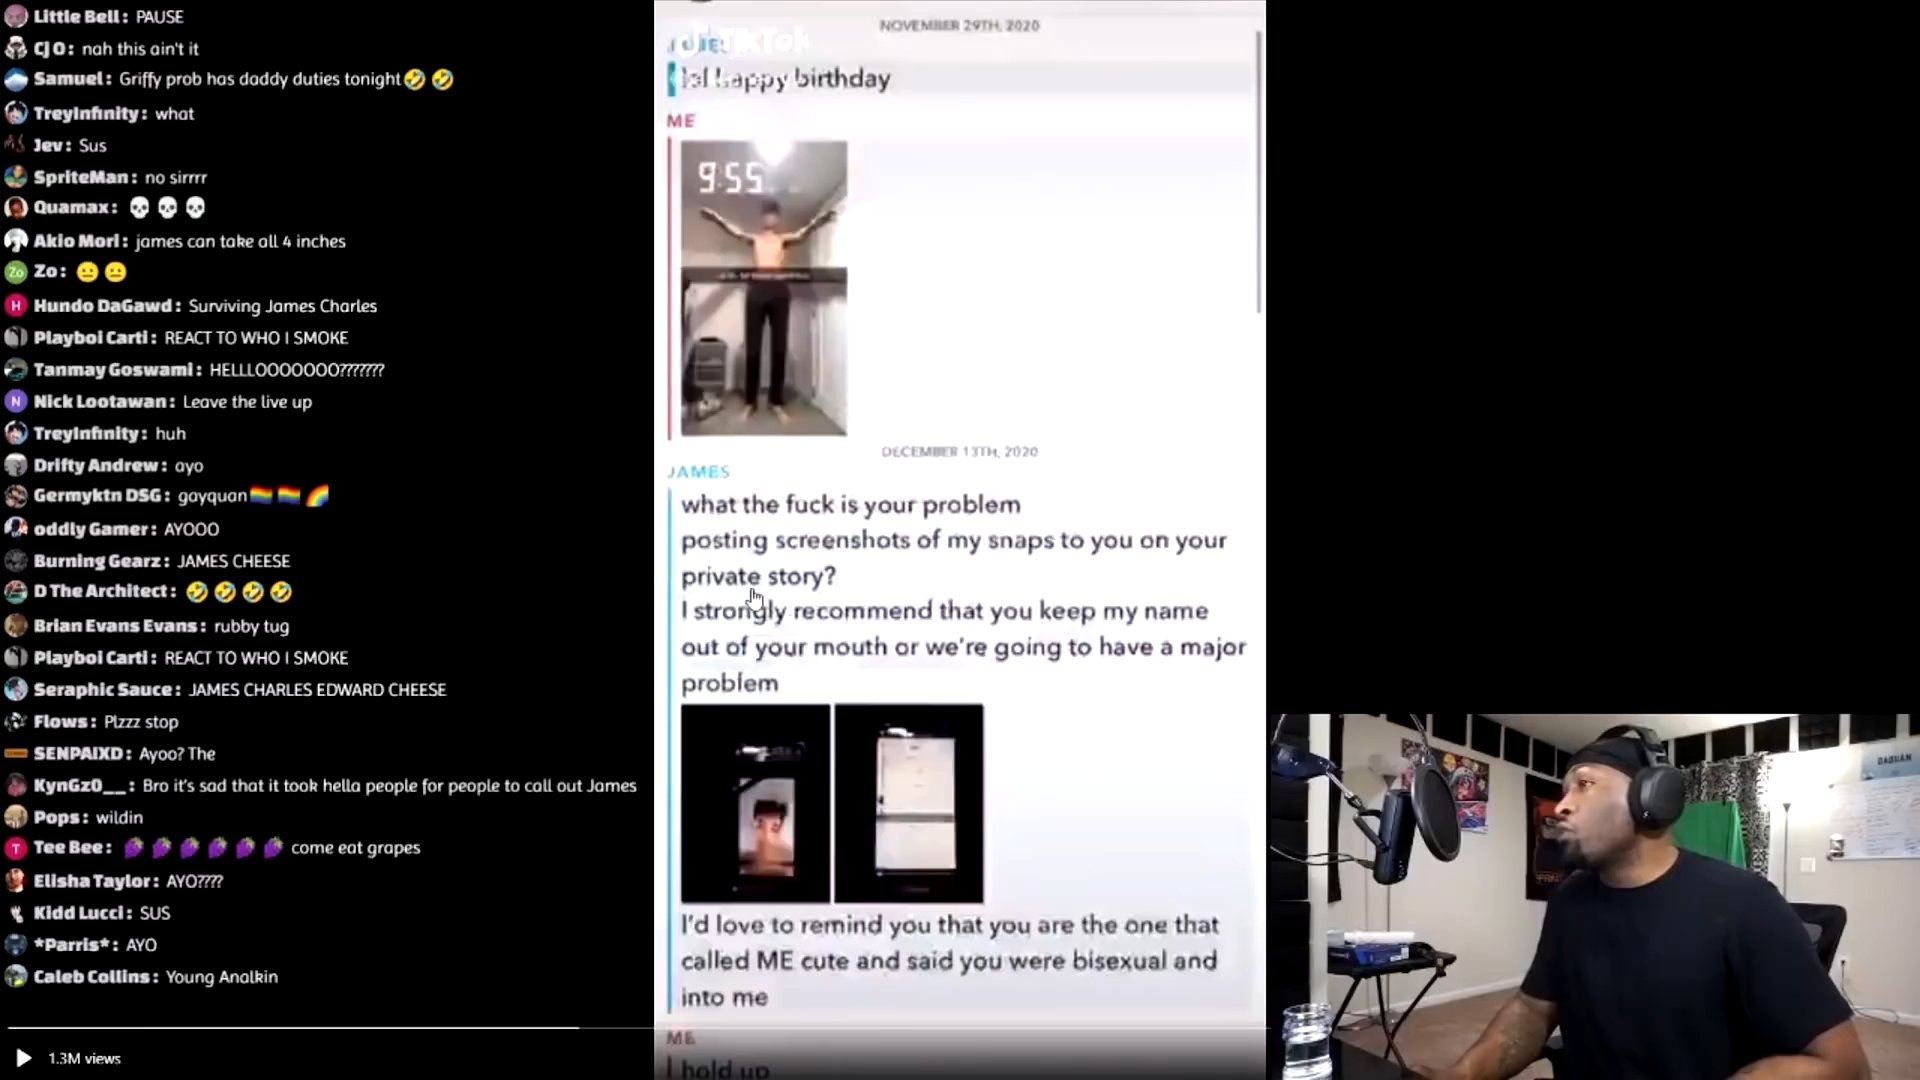 Little Bell: PAUSE
CJ O: nah this ain't it
Samuel: Griffy prob has daddy duties tonight🤣🤣
TreyInfinity: what
Jev: Sus
SpriteMan: no sirrrr
Quamax: 💀💀💀
Akio Mori: james can take all 4 inches
Zo Zo: 😐😐
H Hundo DaGawd: Surviving James Charles
Playboi Carti: REACT TO WHO I SMOKE
Tanmay Goswami: HELLLOOOOOOO???????
N Nick Lootawan: Leave the live up
TreyInfinity: huh
Drifty Andrew: ayo
Germyktn DSG: gayquan🏳️‍🌈🏳️‍🌈🌈
oddly Gamer: AYOOO
Burning Gearz: JAMES CHEESE
D The Architect: 🤣🤣🤣🤣
Brian Evans Evans: rubby tug
Playboi Carti: REACT TO WHO I SMOKE
Seraphic Sauce: JAMES CHARLES EDWARD CHEESE
Flows: Plzzz stop
SENPAIXD: Ayoo? The
KynGz0__: Bro it's sad that it took hella people for people to call out James
Pops: wildin
T Tee Bee: 🍇🍇🍇🍇🍇🍇 come eat grapes
Elisha Taylor: AYO????
Kidd Lucci: SUS
*Parris*: AYO
Caleb Collins: Young Analkin
1.3M views
NOVEMBER 29TH, 2020
TikTok
lol happy birthday
ME
9:55
DECEMBER 13TH, 2020
JAMES
what the fuck is your problem
posting screenshots of my snaps to you on your
private story?
I strongly recommend that you keep my name
out of your mouth or we're going to have a major
problem
I'd love to remind you that you are the one that
called ME cute and said you were bisexual and
into me
ME
hold up
DAQUAN